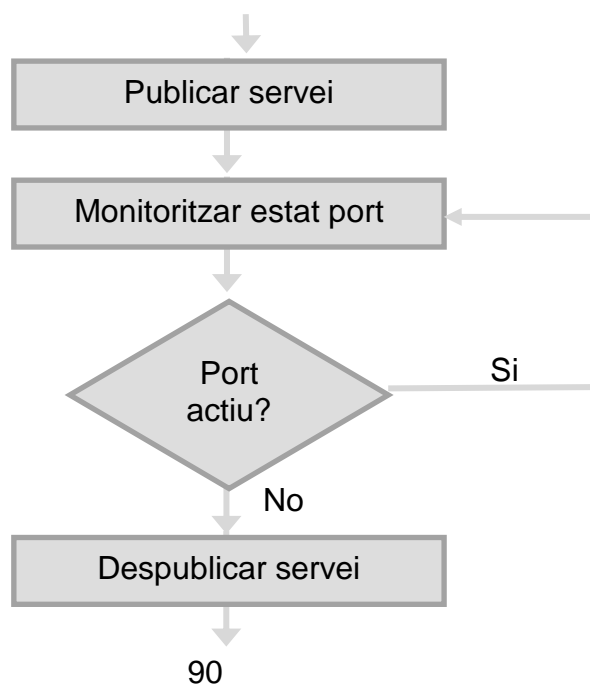 Publicar servei
Monitoritzar estat port
Port
actiu?
Si
No
Despublicar servei
90